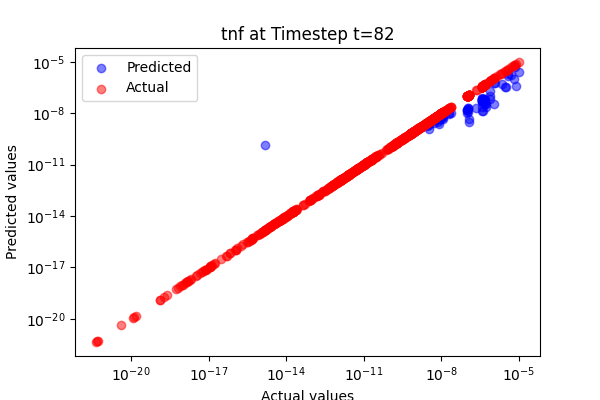 tnf at Timestep t=82
Predicted
Actual
Predicted values
10⁻⁵
10⁻⁸
10⁻¹¹
10⁻¹⁴
10⁻¹⁷
10⁻²⁰
10⁻²⁰ 10⁻¹⁷ 10⁻¹⁴ 10⁻¹¹ 10⁻⁸ 10⁻⁵
Actual values